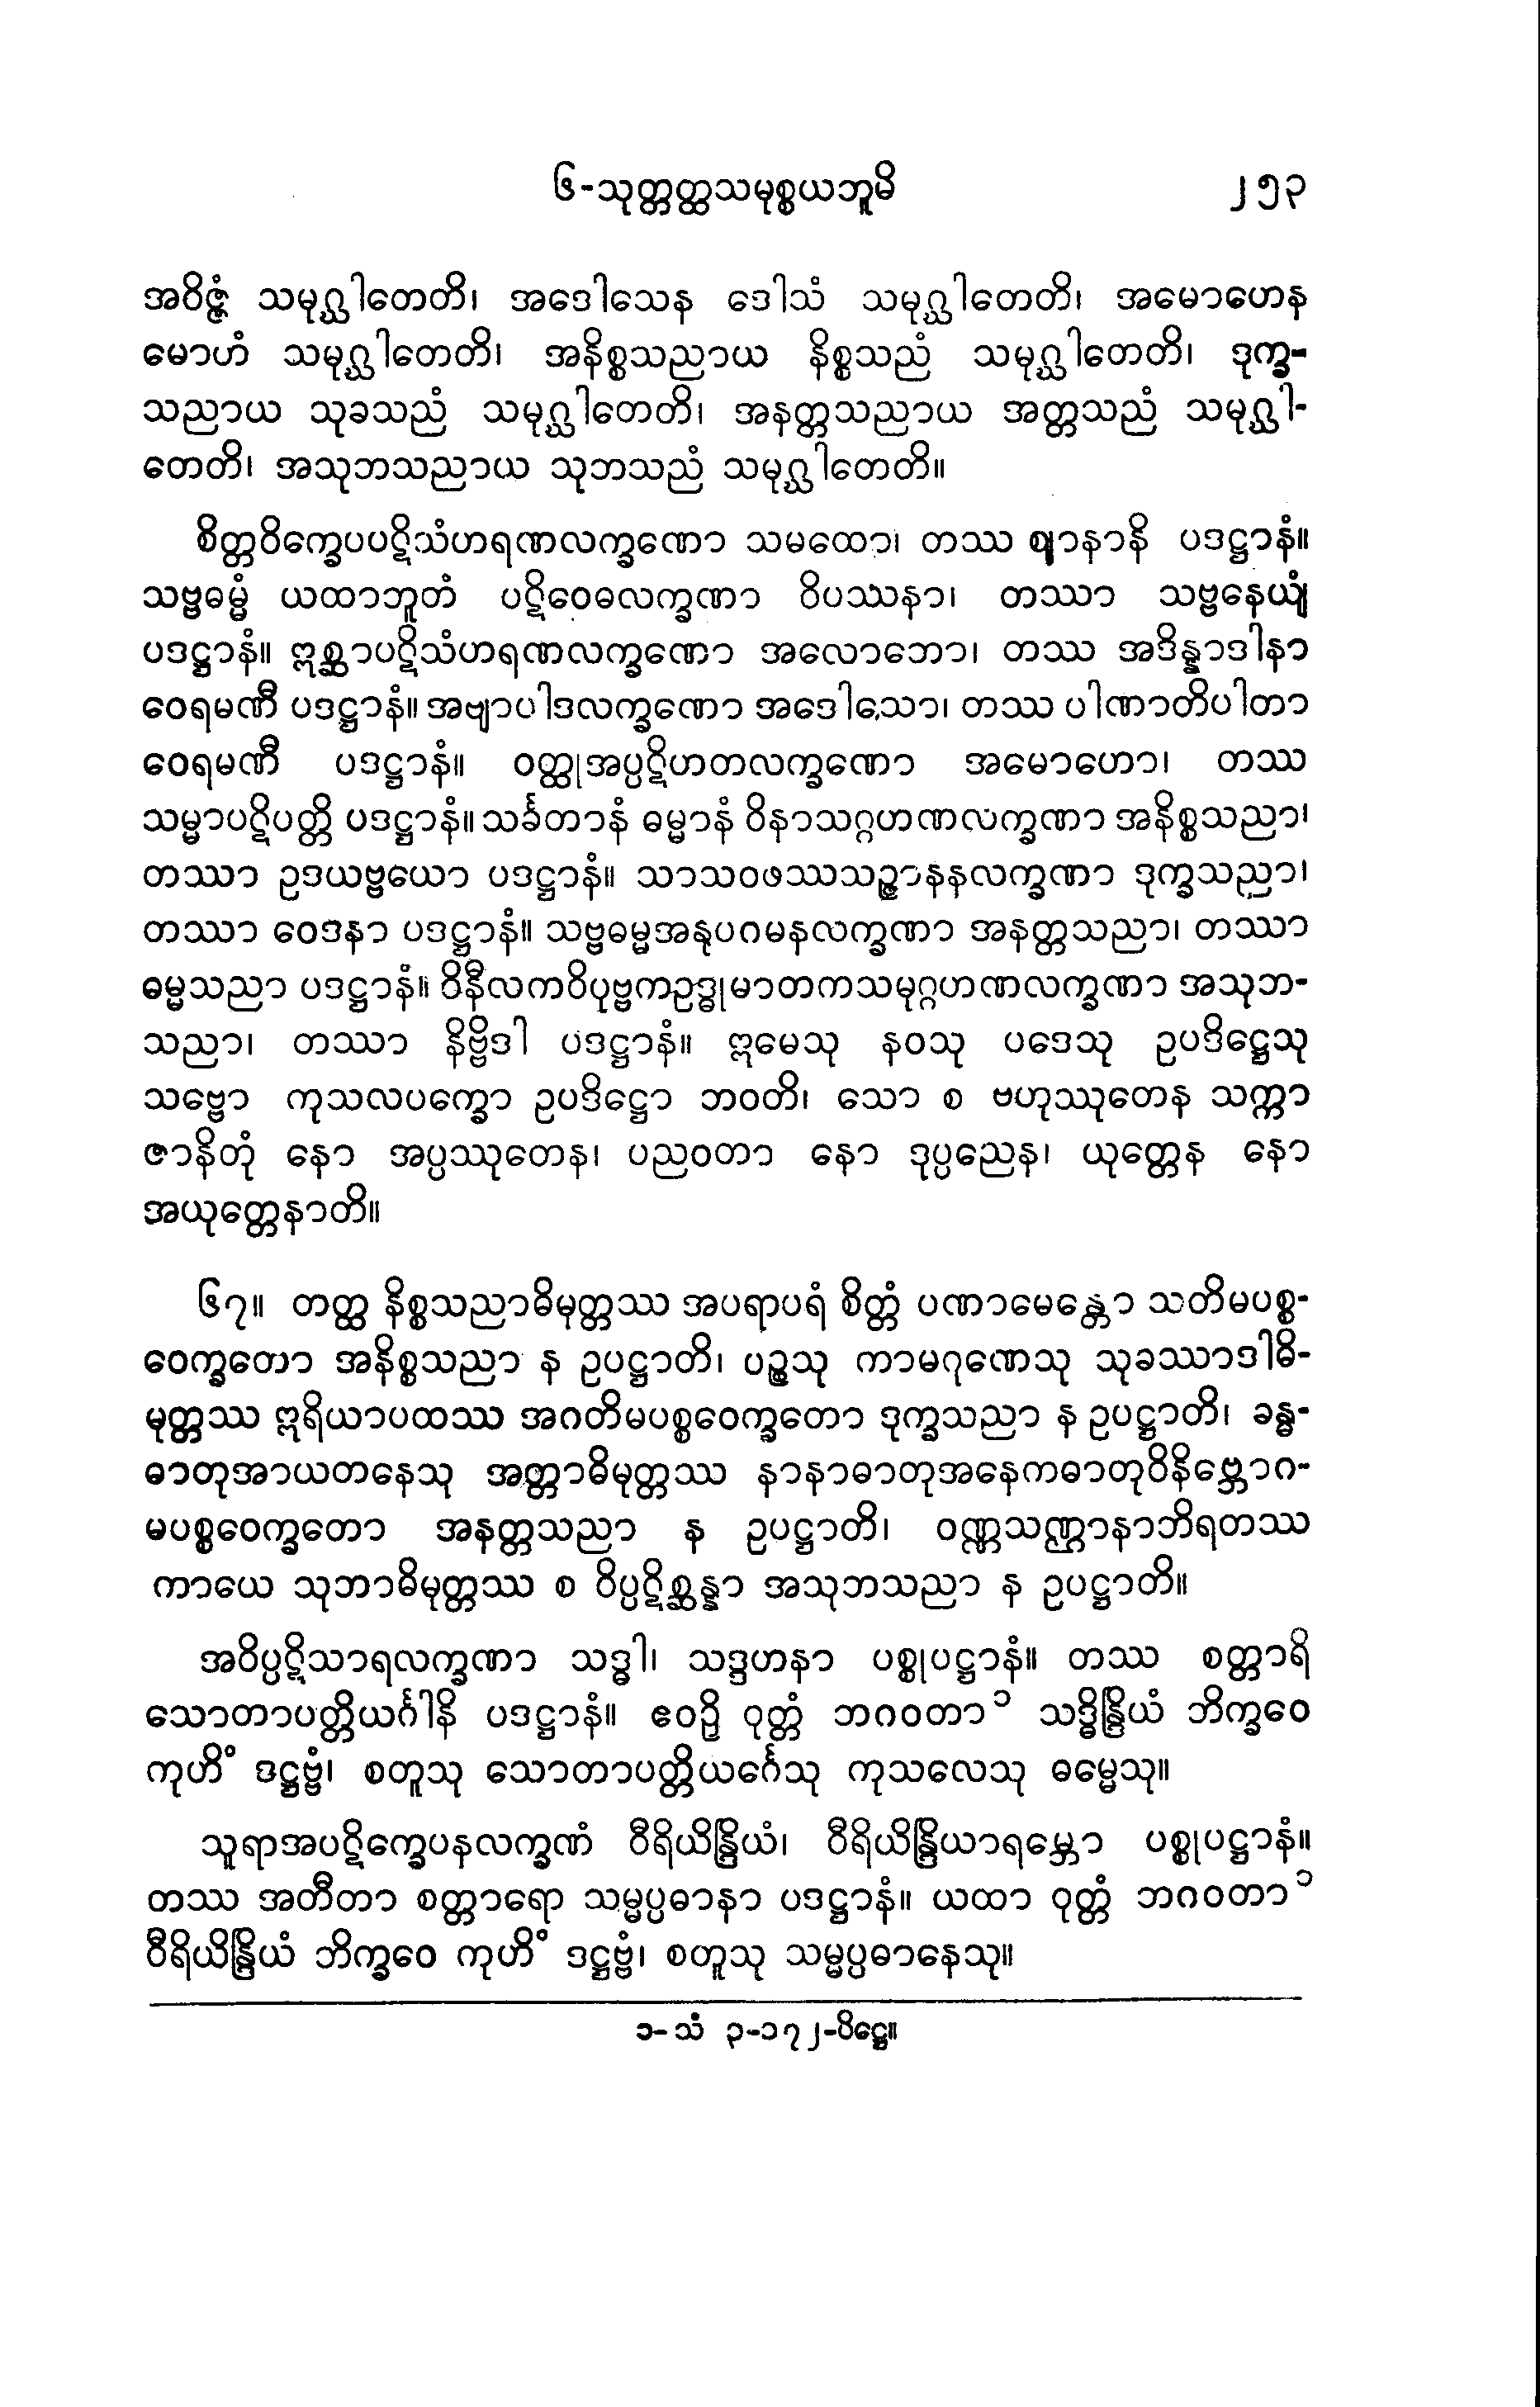 ၆-သုတ္တတ္ထသမုစ္စယဘူမိ ၂၅၃
အဝိဇ္ဇံ သမုဂ္ဃါတေတိ၊ အဒေါသေန ဒေါသံ သမုဂ္ဃါတေတိ၊ အမောဟေန
မောဟံ သမုဂ္ဃါတေတိ၊ အနိစ္စသညာယ နိစ္စသညံ သမုဂ္ဃါတေတိ၊ ဒုက္ခ-
သညာယ သုခသညံ သမုဂ္ဃါတေတိ၊ အနတ္တသညာယ အတ္တသညံ သမုဂ္ဃါ-
တေတိ၊ အသုဘသညာယ သုဘသညံ သမုဂ္ဃါတေတိ။
စိတ္တဝိက္ခေပပဋိသံဟရဏလက္ခဏော သမထော၊ တဿ ဈာနာနိ ပဒဋ္ဌာနံ။
သဗ္ဗဓမ္မံ ယထာဘူတံ ပဋိဝေဓလက္ခဏာ ဝိပဿနာ၊ တဿာ သဗ္ဗနေယျံ
ပဒဋ္ဌာနံ။ ဣစ္ဆာပဋိသံဟရဏလက္ခဏော အလောဘော၊ တဿ အဒိန္နာဒါနာ
ဝေရမဏီ ပဒဋ္ဌာနံ။ အဗျာပါဒလက္ခဏော အဒေါသော၊ တဿ ပါဏာတိပါတာ
ဝေရမဏီ ပဒဋ္ဌာနံ။ ဝတ္ထုအပ္ပဋိဟတလက္ခဏော အမောဟော၊ တဿ
သမ္မာပဋိပတ္တိ ပဒဋ္ဌာနံ။ သင်္ခတာနံ ဓမ္မာနံ ဝိနာသဂ္ဂဟဏလက္ခဏာ အနိစ္စသညာ၊
တဿာ ဥဒယဗ္ဗယော ပဒဋ္ဌာနံ။ သာသဝဖဿသဉ္ဇာနနလက္ခဏာ ဒုက္ခသညာ၊
တဿာ ဝေဒနာ ပဒဋ္ဌာနံ။ သဗ္ဗဓမ္မအနုပဂမနလက္ခဏာ အနတ္တသညာ၊ တဿာ
ဓမ္မသညာ ပဒဋ္ဌာနံ။ ဝိနီလကဝိပုဗ္ဗကဥဒ္ဓုမာတကသမုဂ္ဂဟဏလက္ခဏာ အသုဘ-
သညာ၊ တဿာ နိဗ္ဗိဒါ ပဒဋ္ဌာနံ။ ဣမေသု နဝသု ပဒေသု ဥပဒိဋ္ဌေသု
သဗ္ဗော ကုသလပက္ခော ဥပဒိဋ္ဌော ဘဝတိ၊ သော စ ဗဟုဿုတေန သက္ကာ
ဇာနိတုံ နော အပ္ပဿုတေန၊ ပညဝတာ နော ဒုပ္ပညေန၊ ယုတ္တေန နော
အယုတ္တေနာတိ။
၆၇။ တတ္ထ နိစ္စသညာဓိမုတ္တဿ အပရာပရံ စိတ္တံ ပဏာမေန္တော သတိမပစ္စ-
ဝေက္ခတော အနိစ္စသညာ န ဥပဋ္ဌာတိ၊ ပဉ္စသု ကာမဂုဏေသု သုခဿာဒါဓိ-
မုတ္တဿ ဣရိယာပထဿ အဂတိမပစ္စဝေက္ခတော ဒုက္ခသညာ န ဥပဋ္ဌာတိ၊ ခန္ဓ-
ဓာတုအာယတနေသု အတ္တာဓိမုတ္တဿ နာနာဓာတုအနေကဓာတုဝိနိဗ္ဘောဂ-
မပစ္စဝေက္ခတော အနတ္တသညာ န ဥပဋ္ဌာတိ၊ ဝဏ္ဏသဏ္ဌာနာဘိရတဿ
ကာယေ သုဘာဓိမုတ္တဿ စ ဝိပ္ပဋိစ္ဆန္နာ အသုဘသညာ န ဥပဋ္ဌာတိ။
အဝိပ္ပဋိသာရလက္ခဏာ သဒ္ဓါ၊ သဒ္ဒဟနာ ပစ္စုပဋ္ဌာနံ။ တဿ စတ္တာရိ
သောတာပတ္တိယင်္ဂါနိ ပဒဋ္ဌာနံ။ ဧဝဉှိ ဝုတ္တံ ဘဂဝတာ ၁ သဒ္ဓိန္ဒြိယံ ဘိက္ခဝေ
ကုဟိံ ဒဋ္ဌဗ္ဗံ၊ စတူသု သောတာပတ္တိယင်္ဂေသု ကုသလေသု ဓမ္မေသု။
သူရာအပဋိက္ခေပနလက္ခဏံ ဝီရိယိန္ဒြိယံ၊ ဝီရိယိန္ဒြိယာရမ္ဘော ပစ္စုပဋ္ဌာနံ။
တဿ အတီတာ စတ္တာရော သမ္မပ္ပဓာနာ ပဒဋ္ဌာနံ။ ယထာ ဝုတ္တံ ဘဂဝတာ ၁
ဝီရိယိန္ဒြိယံ ဘိက္ခဝေ ကုဟိံ ဒဋ္ဌဗ္ဗံ၊ စတူသု သမ္မပ္ပဓာနေသု။
၁- သံ ၃-၁၇၂-ပိဋ္ဌေ။